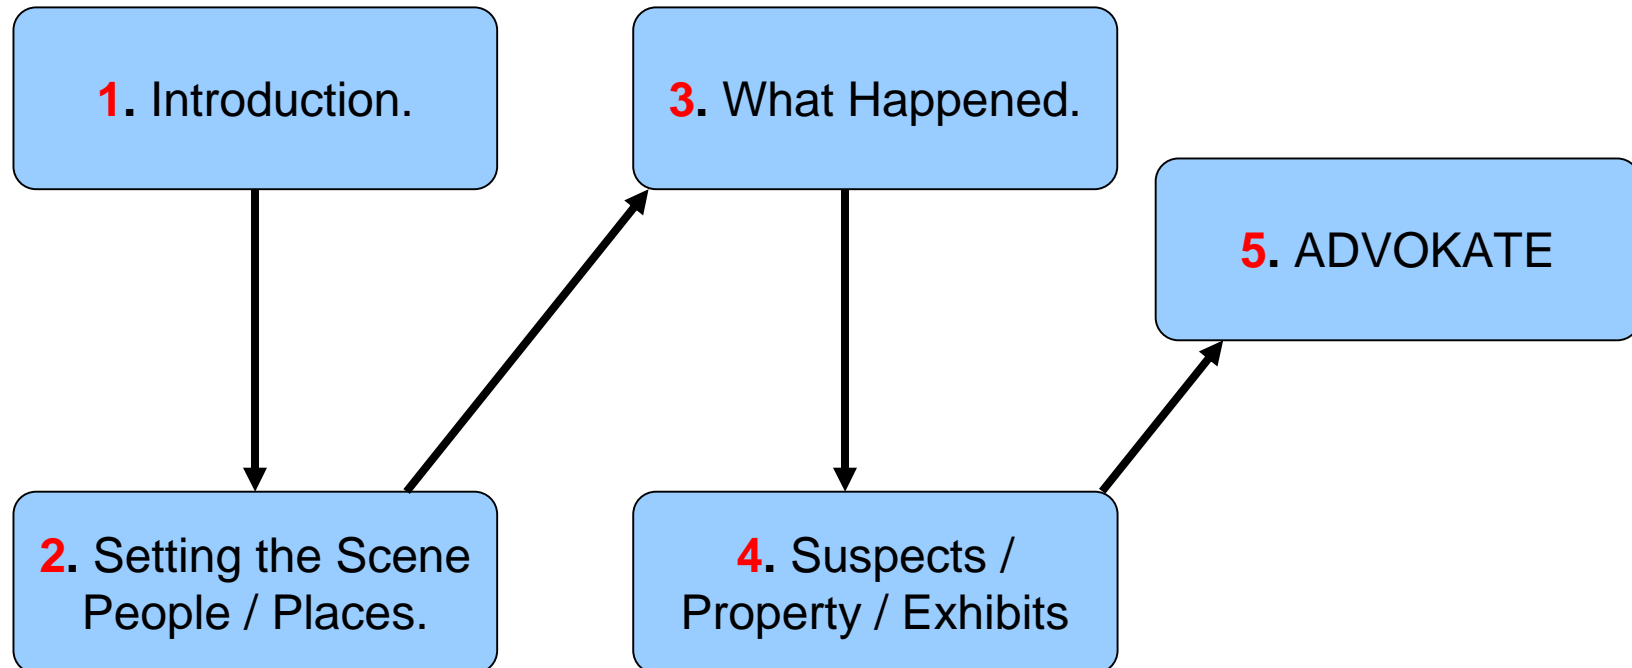 1. Introduction.
2. Setting the Scene
People / Places.
3. What Happened.
4. Suspects /
Property / Exhibits
5. ADVOKATE